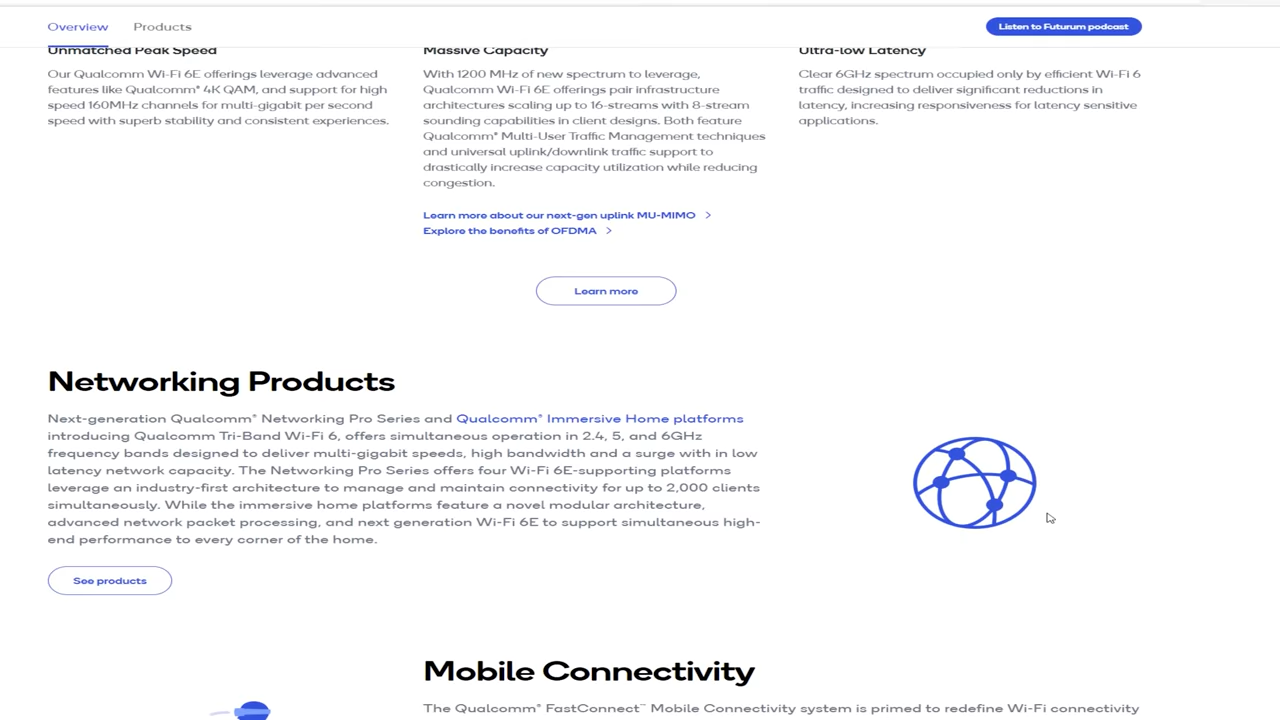 Overview Products Listen to Futurum podcast
Unmatched Peak Speed
Our Qualcomm Wi-Fi 6E offerings leverage advanced
features like Qualcomm® 4K QAM, and support for high
speed 160MHz channels for multi-gigabit per second
speed with superb stability and consistent experiences.
Massive Capacity
With 1200 MHz of new spectrum to leverage,
Qualcomm Wi-Fi 6E offerings pair infrastructure
architectures scaling up to 16-streams with 8-stream
sounding capabilities in client designs. Both feature
Qualcomm® Multi-User Traffic Management techniques
and universal uplink/downlink traffic support to
drastically increase capacity utilization while reducing
congestion.
Learn more about our next-gen uplink MU-MIMO >
Explore the benefits of OFDMA >
Ultra-low Latency
Clear 6GHz spectrum occupied only by efficient Wi-Fi 6
traffic designed to deliver significant reductions in
latency, increasing responsiveness for latency sensitive
applications.
Learn more
Networking Products
Next-generation Qualcomm® Networking Pro Series and Qualcomm® Immersive Home platforms
introducing Qualcomm Tri-Band Wi-Fi 6, offers simultaneous operation in 2.4, 5, and 6GHz
frequency bands designed to deliver multi-gigabit speeds, high bandwidth and a surge with in low
latency network capacity. The Networking Pro Series offers four Wi-Fi 6E-supporting platforms
leverage an industry-first architecture to manage and maintain connectivity for up to 2,000 clients
simultaneously. While the immersive home platforms feature a novel modular architecture,
advanced network packet processing, and next generation Wi-Fi 6E to support simultaneous high-
end performance to every corner of the home.
See products
Mobile Connectivity
The Qualcomm® FastConnect™ Mobile Connectivity system is primed to redefine Wi-Fi connectivity